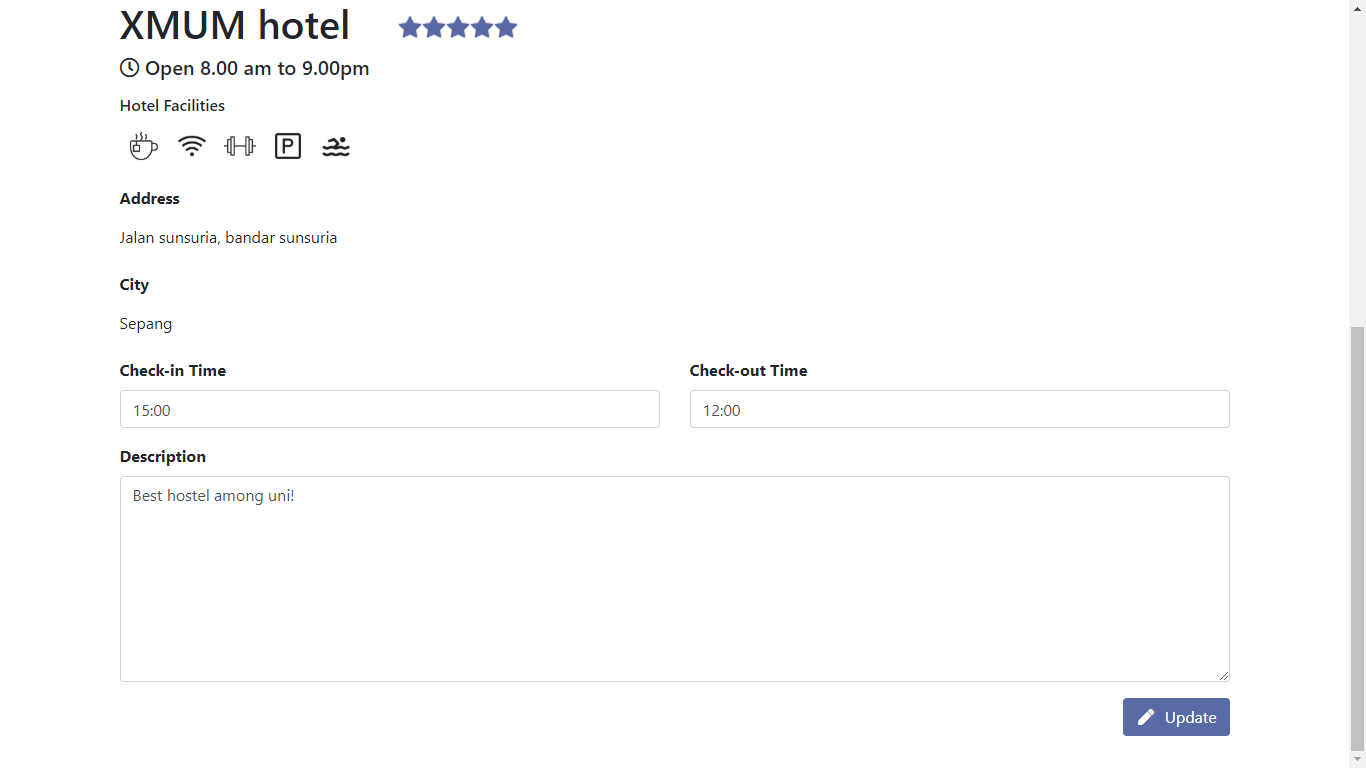 XMUM hotel
Open 8.00 am to 9.00pm
Hotel Facilities
P
Address
Jalan sunsuria, bandar sunsuria
City
Sepang
Check-in Time
Check-out Time
15:00
12:00
Description
Best hostel among uni!
Update